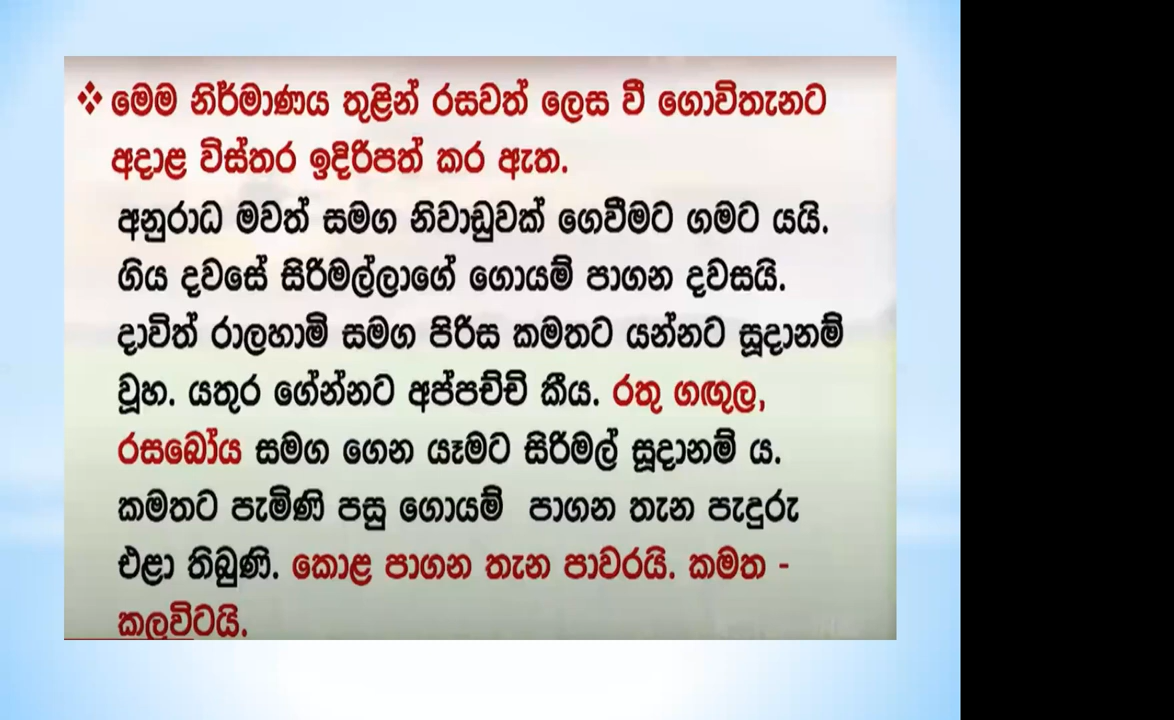 ❖ මෙම නිර්මාණය තුළින් රසවත් ලෙස වී ගොවිතැනට
අදාළ විස්තර ඉදිරිපත් කර ඇත.
අනුරාධ මවත් සමග නිවාඩුවක් ගෙවීමට ගමට යයි.
ගිය දවසේ සිරිමල්ලාගේ ගොයම් පාගන දවසයි.
දාවිත් රාලහාමි සමග පිරිස කමතට යන්නට සූදානම්
වූහ. යතුර ගේන්නට අප්පච්චි කීය. රතු ගඟුල,
රසබෝය සමග ගෙන යෑමට සිරිමල් සූදානම් ය.
කමතට පැමිණි පසු ගොයම් පාගන තැන පැදුරු
එළා තිබුණි. කොළ පාගන තැන පාවරයි. කමත -
කලවිටයි.